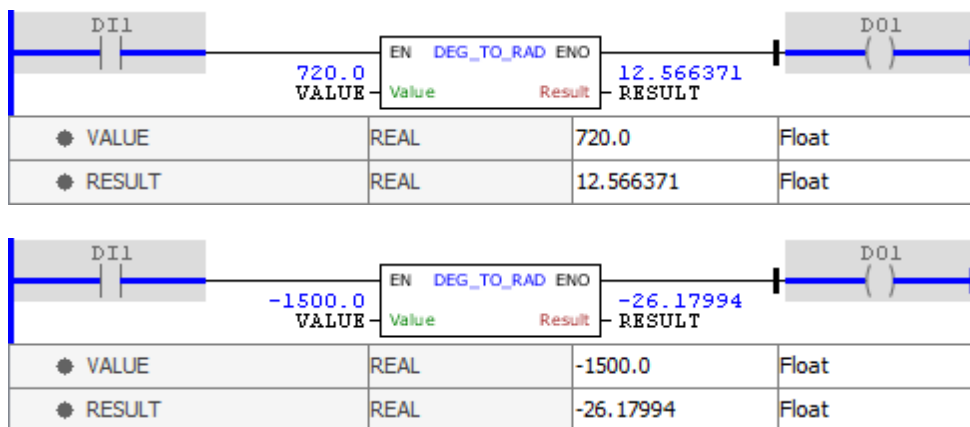 DI1 DO1
EN DEG_TO_RAD ENO
720.0 12.566371
VALUE Value Result RESULT
VALUE REAL 720.0 Float
RESULT REAL 12.566371 Float
DI1 DO1
EN DEG_TO_RAD ENO
-1500.0 -26.17994
VALUE Value Result RESULT
VALUE REAL -1500.0 Float
RESULT REAL -26.17994 Float